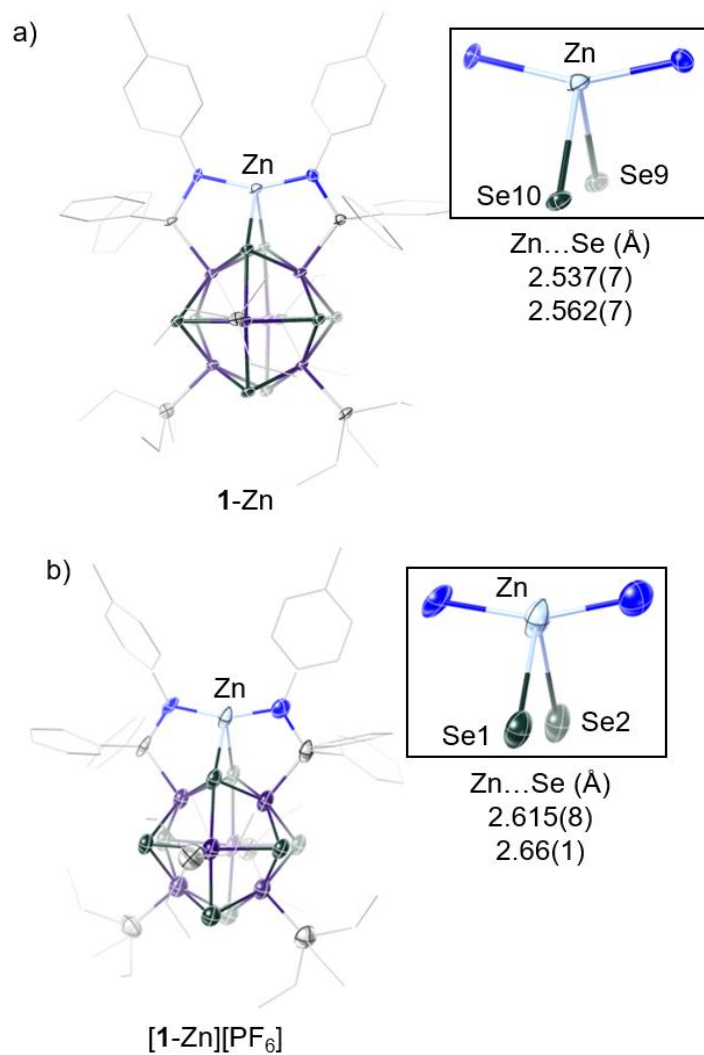 a)
Zn
Zn
Se10
Se9
Zn…Se (Å)
2.537(7)
2.562(7)
1-Zn
b)
Zn
Zn
Se1
Se2
Zn…Se (Å)
2.615(8)
2.66(1)
[1-Zn][PF₆]